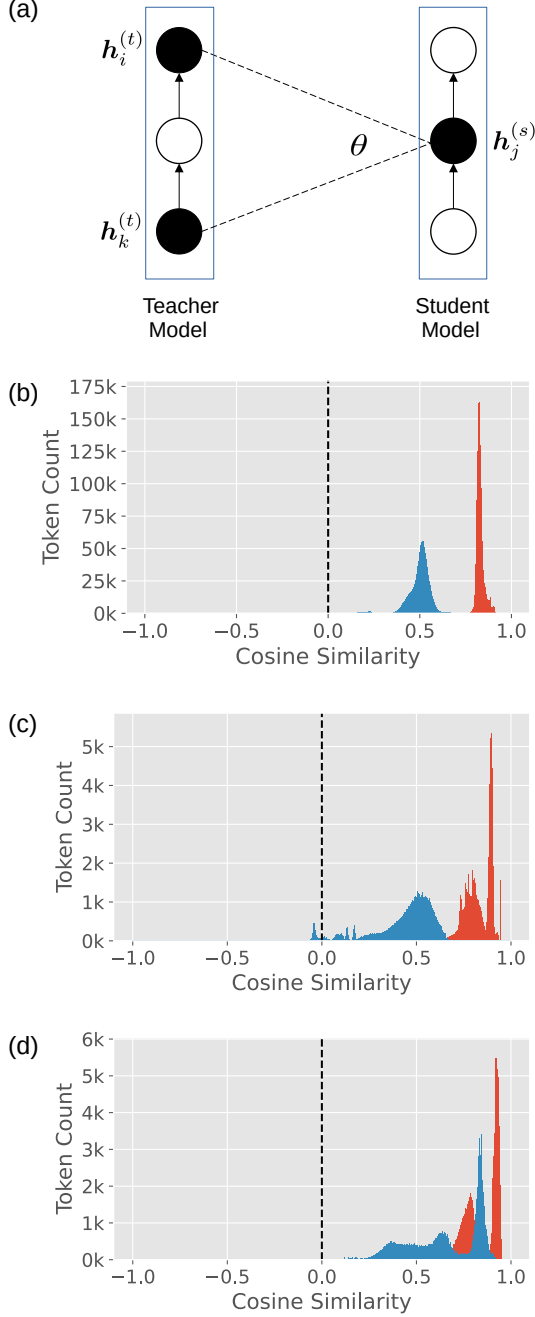 (a)
h_i^(t)
θ
h_j^(s)
h_k^(t)
Teacher Model
Student Model
(b)
175k
150k
125k
100k
75k
50k
25k
0k
Token Count
−1.0 −0.5 0.0 0.5 1.0
Cosine Similarity
(c)
5k
4k
3k
2k
1k
0k
Token Count
−1.0 −0.5 0.0 0.5 1.0
Cosine Similarity
(d)
6k
5k
4k
3k
2k
1k
0k
Token Count
−1.0 −0.5 0.0 0.5 1.0
Cosine Similarity